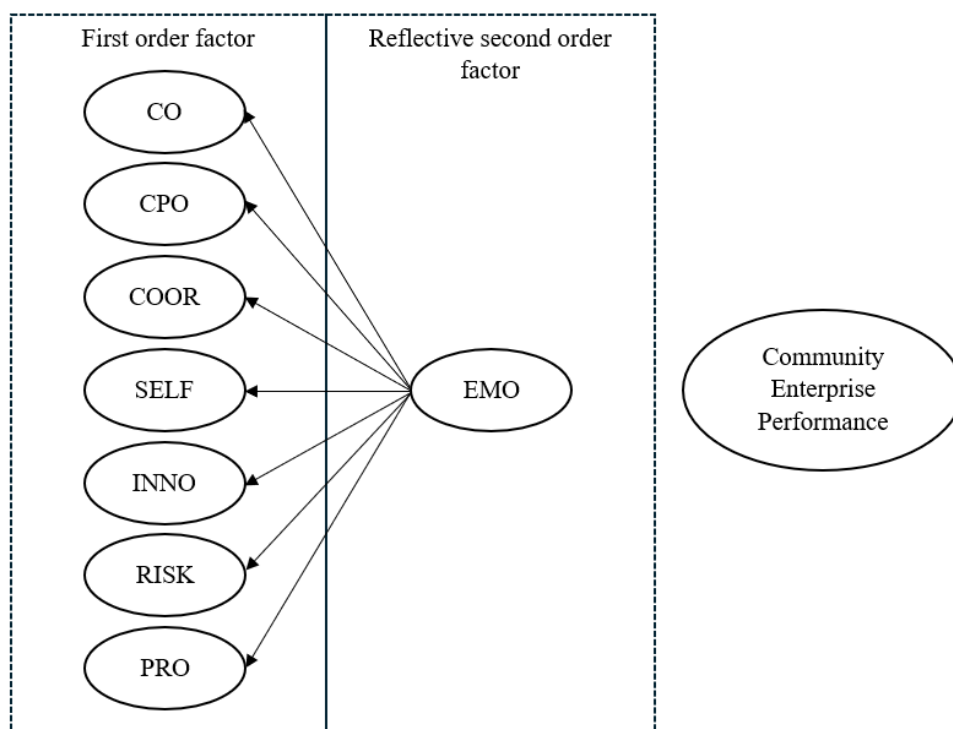 First order factor
Reflective second order
factor
CO
CPO
COOR
SELF
INNO
RISK
PRO
EMO
Community
Enterprise
Performance